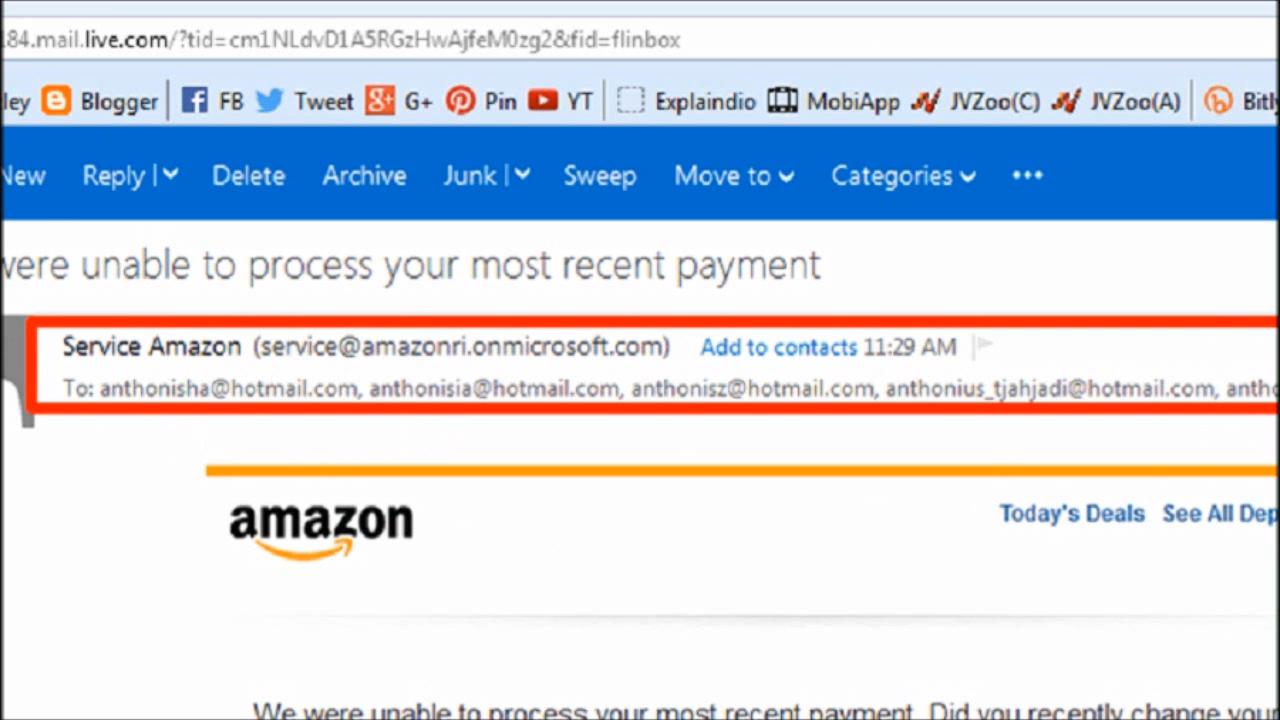 184.mail.live.com/?tid=cm1NLdvD1A5RGzHwAjfeM0zg2&fid=flinbox
ley Blogger FB Tweet G+ Pin YT Explaindio MobiApp JVZoo(C) JVZoo(A) Bitl
New Reply Delete Archive Junk Sweep Move to Categories
were unable to process your most recent payment
Service Amazon (service@amazonri.onmicrosoft.com) Add to contacts 11:29 AM
To: anthonisha@hotmail.com, anthonisia@hotmail.com, anthonisz@hotmail.com, anthonius_tjahjadi@hotmail.com, antho
amazon Today's Deals See All Dep
We were unable to process your most recent payment. Did you recently change your